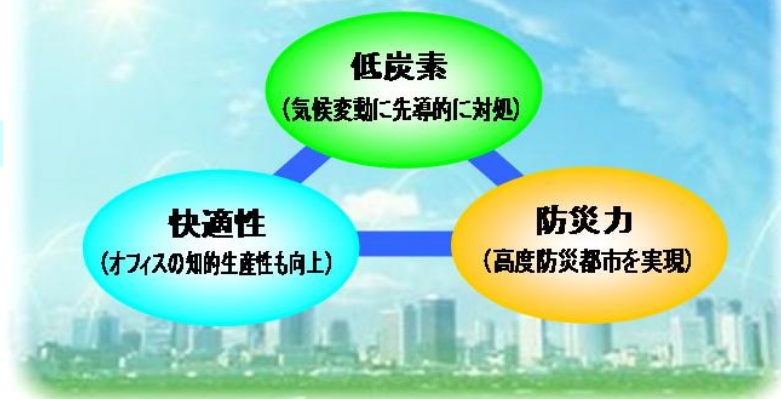 低炭素
(気候変動に先導的に対処)
快適性
(オフィスの知的生産性も向上)
防災力
(高度防災都市を実現)